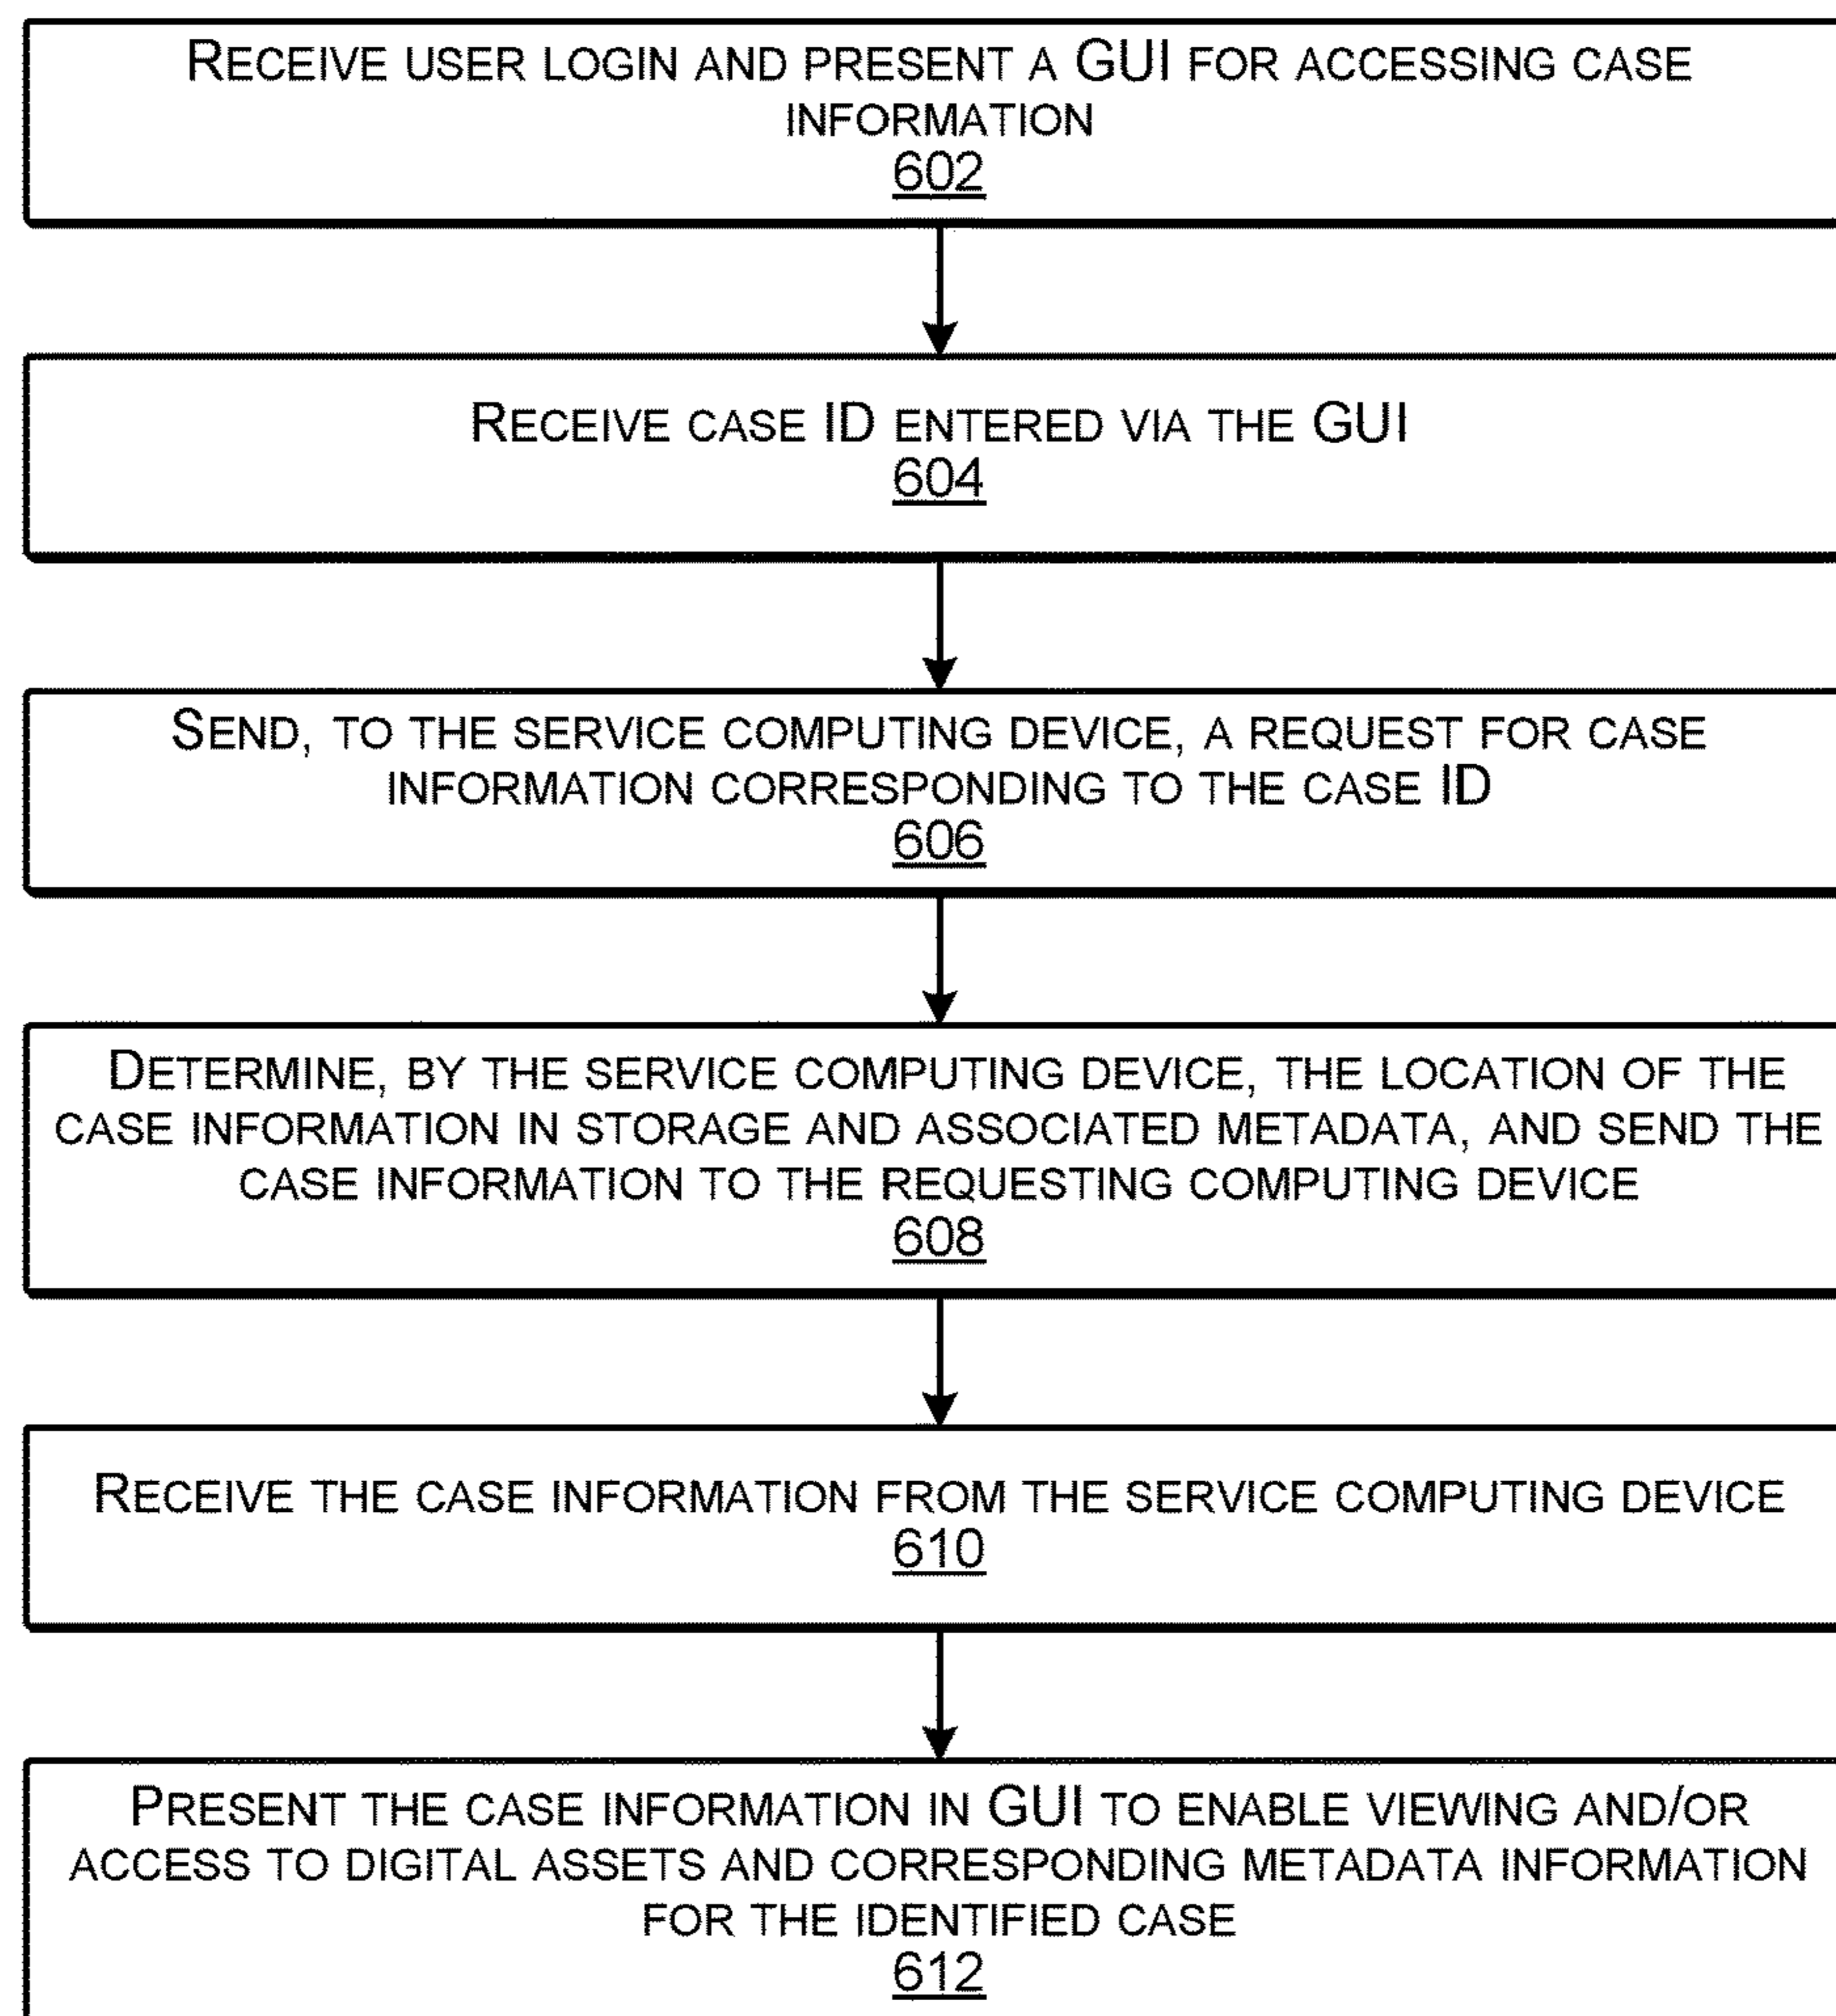 RECEIVE USER LOGIN AND PRESENT A GUI FOR ACCESSING CASE
INFORMATION
602
RECEIVE CASE ID ENTERED VIA THE GUI
604
SEND, TO THE SERVICE COMPUTING DEVICE, A REQUEST FOR CASE
INFORMATION CORRESPONDING TO THE CASE ID
606
DETERMINE, BY THE SERVICE COMPUTING DEVICE, THE LOCATION OF THE
CASE INFORMATION IN STORAGE AND ASSOCIATED METADATA, AND SEND THE
CASE INFORMATION TO THE REQUESTING COMPUTING DEVICE
608
RECEIVE THE CASE INFORMATION FROM THE SERVICE COMPUTING DEVICE
610
PRESENT THE CASE INFORMATION IN GUI TO ENABLE VIEWING AND/OR
ACCESS TO DIGITAL ASSETS AND CORRESPONDING METADATA INFORMATION
FOR THE IDENTIFIED CASE
612